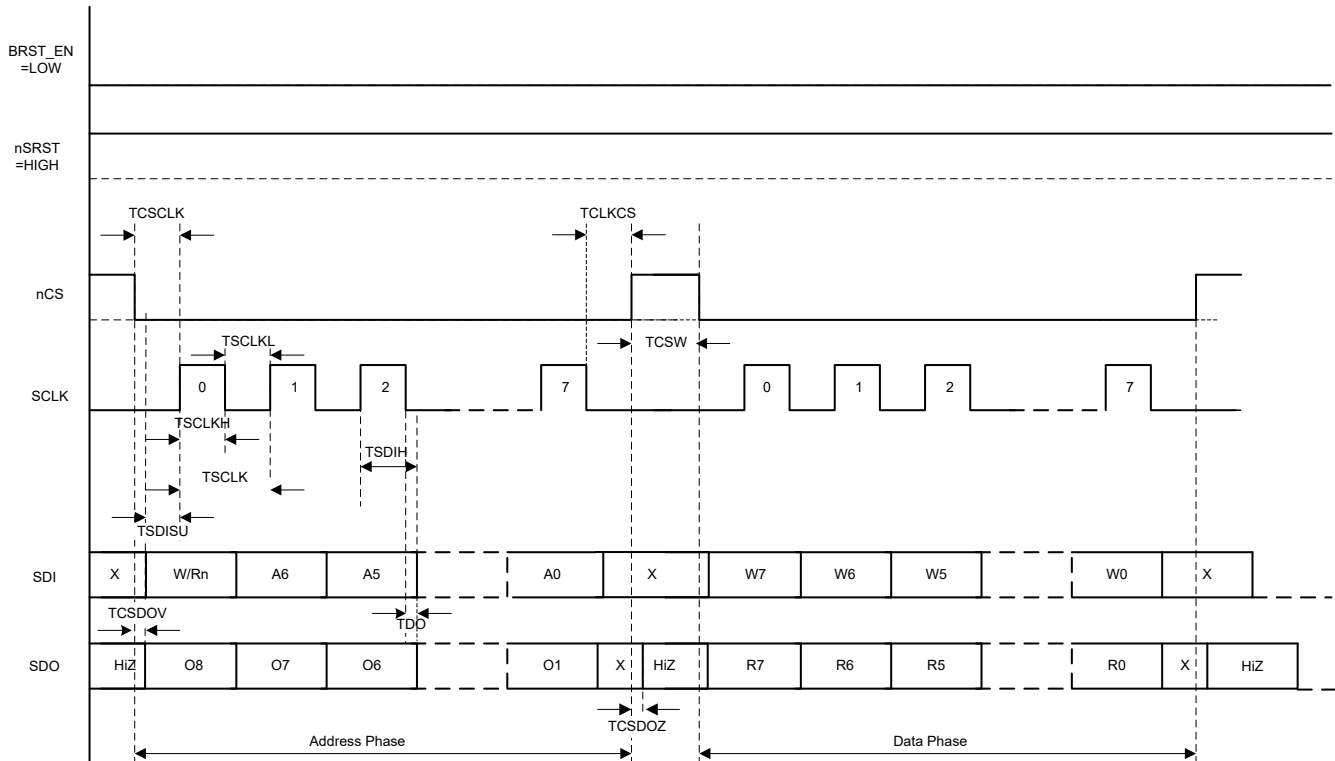 BRST_EN
=LOW
nSRST
=HIGH
TCSCLK
TCLKCS
nCS
TSCLKL
TCSW
SCLK
0
1
2
7
0
1
2
7
TSCLKH
TSDIH
TSCLK
TSDISU
SDI
X
W/Rn
A6
A5
A0
X
W7
W6
W5
W0
X
TCSDOV
TDO
SDO
HiZ
O8
O7
O6
O1
X
HiZ
R7
R6
R5
R0
X
HiZ
TCSDOZ
Address Phase
Data Phase